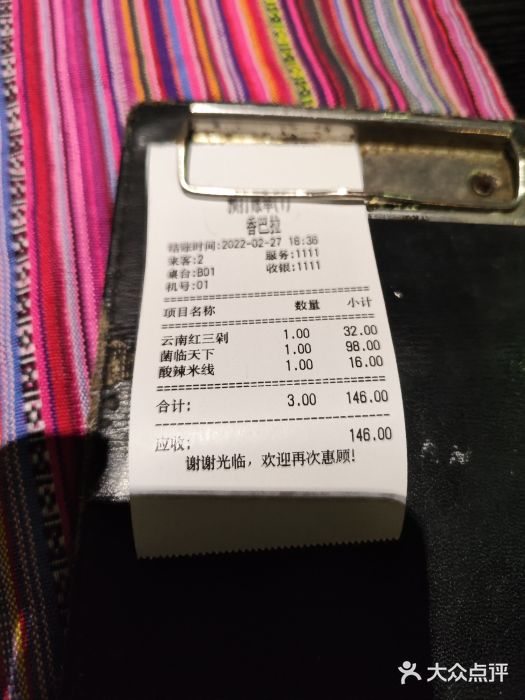 香巴拉
结账时间:2022-02-27 18:36
来客:2 服务:1111
桌台:B01 收银:1111
机号:01
项目名称 数量 小计
云南红三剁 1.00 32.00
菌临天下 1.00 98.00
酸辣米线 1.00 16.00
合计: 3.00 146.00
应收: 146.00
谢谢光临，欢迎再次惠顾!
大众点评